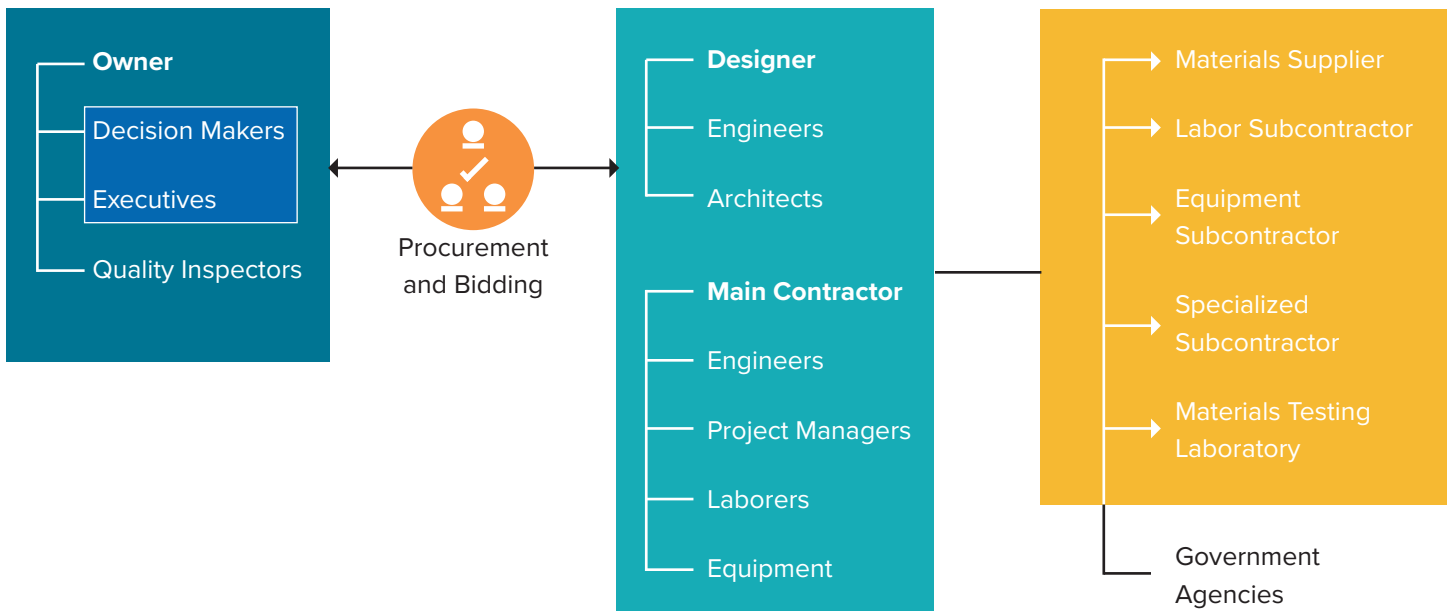 Owner
Decision Makers
Executives
Quality Inspectors
Procurement
and Bidding
Designer
Engineers
Architects
Main Contractor
Engineers
Project Managers
Laborers
Equipment
Materials Supplier
Labor Subcontractor
Equipment
Subcontractor
Specialized
Subcontractor
Materials Testing
Laboratory
Government
Agencies